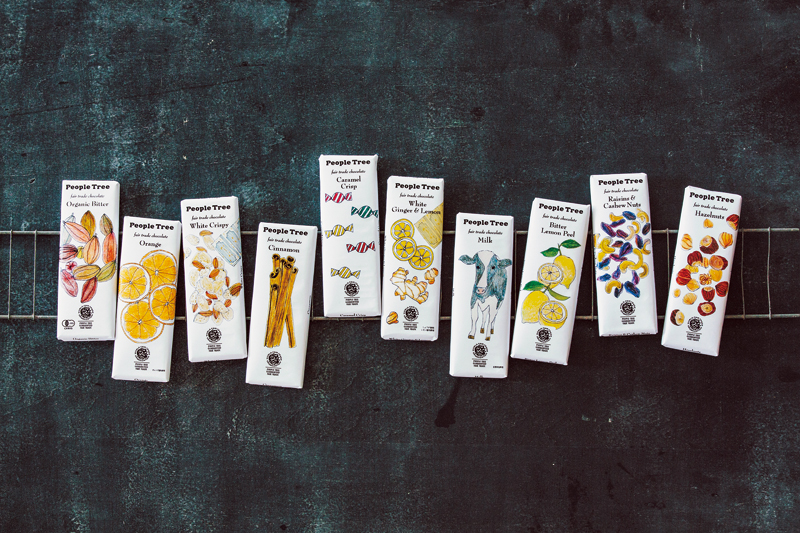 People Tree
fair trade chocolate
Organic Bitter
People Tree
fair trade chocolate
Orange
People Tree
fair trade chocolate
White Crispy
People Tree
fair trade chocolate
Cinnamon
People Tree
fair trade chocolate
Caramel
Crisp
People Tree
fair trade chocolate
White
Ginger & Lemon
People Tree
fair trade chocolate
Milk
People Tree
fair trade chocolate
Bitter
Lemon Peel
People Tree
fair trade chocolate
Raisins &
Cashew Nuts
People Tree
fair trade chocolate
Hazelnuts